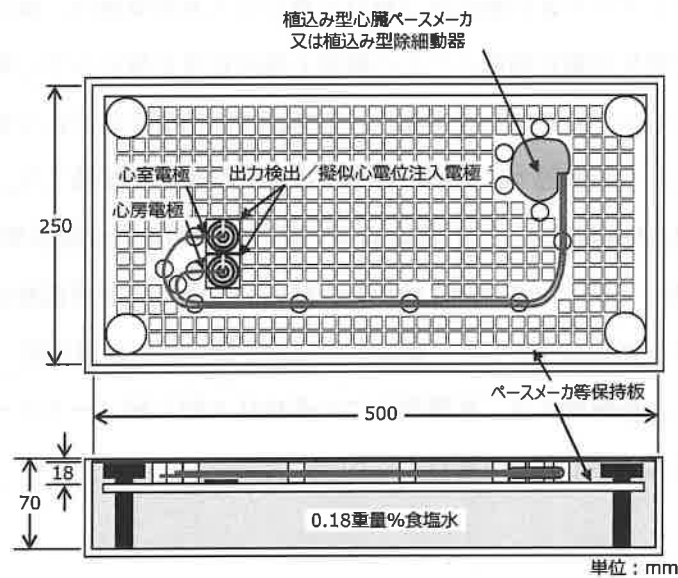 植込み型心臓ペースメーカ
又は植込み型除細動器
心室電極
出力検出／擬似心電位注入電極
心房電極
250
ペースメーカ等保持板
500
18
70
0.18重量%食塩水
単位：mm